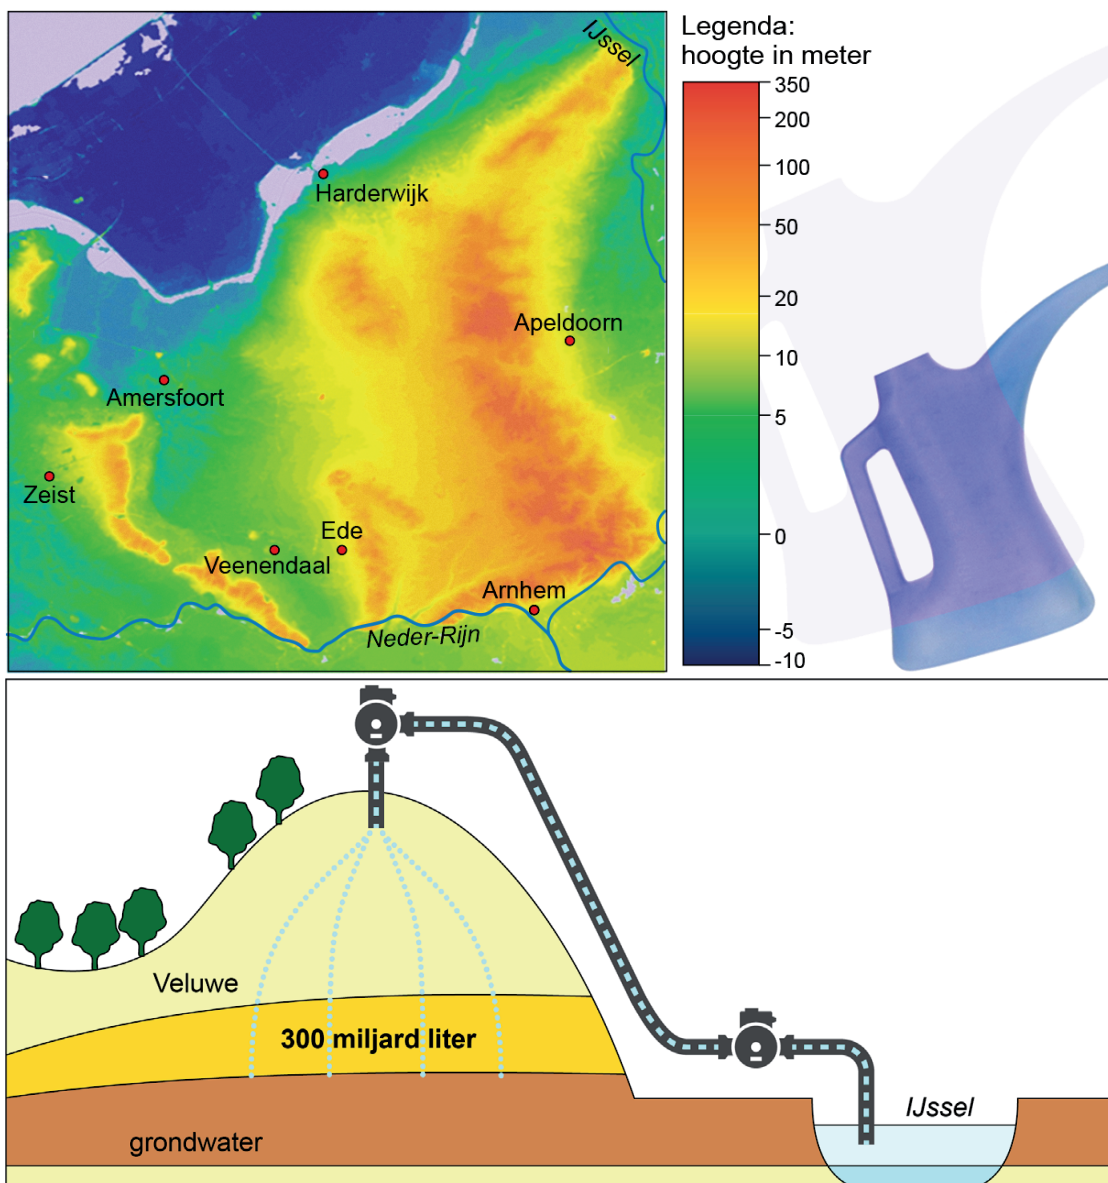 IJssel
Harderwijk
Apeldoorn
Amersfoort
Zeist
Ede
Veenendaal
Arnhem
Neder-Rijn
Legenda:
hoogte in meter
350
200
100
50
20
10
5
0
-5
-10
Veluwe
300 miljard liter
grondwater
IJssel